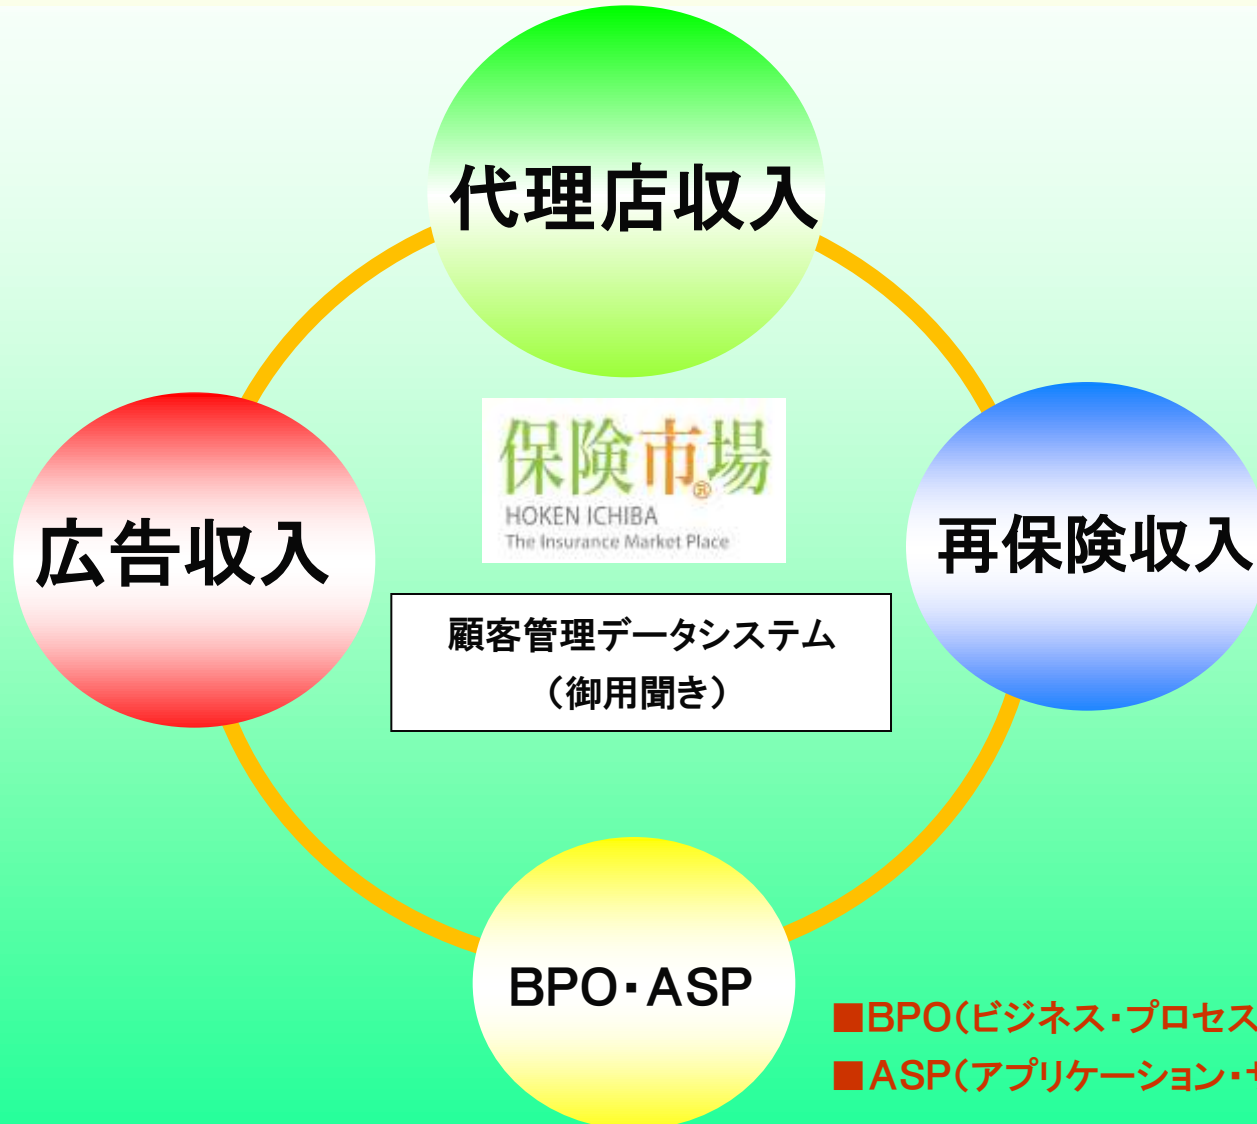 代理店収入
保険市場
HOKEN ICHIBA
The Insurance Market Place
広告収入
再保険収入
顧客管理データシステム
（御用聞き）
BPO・ASP
■BPO（ビジネス・プロセス
■ASP（アプリケーション・